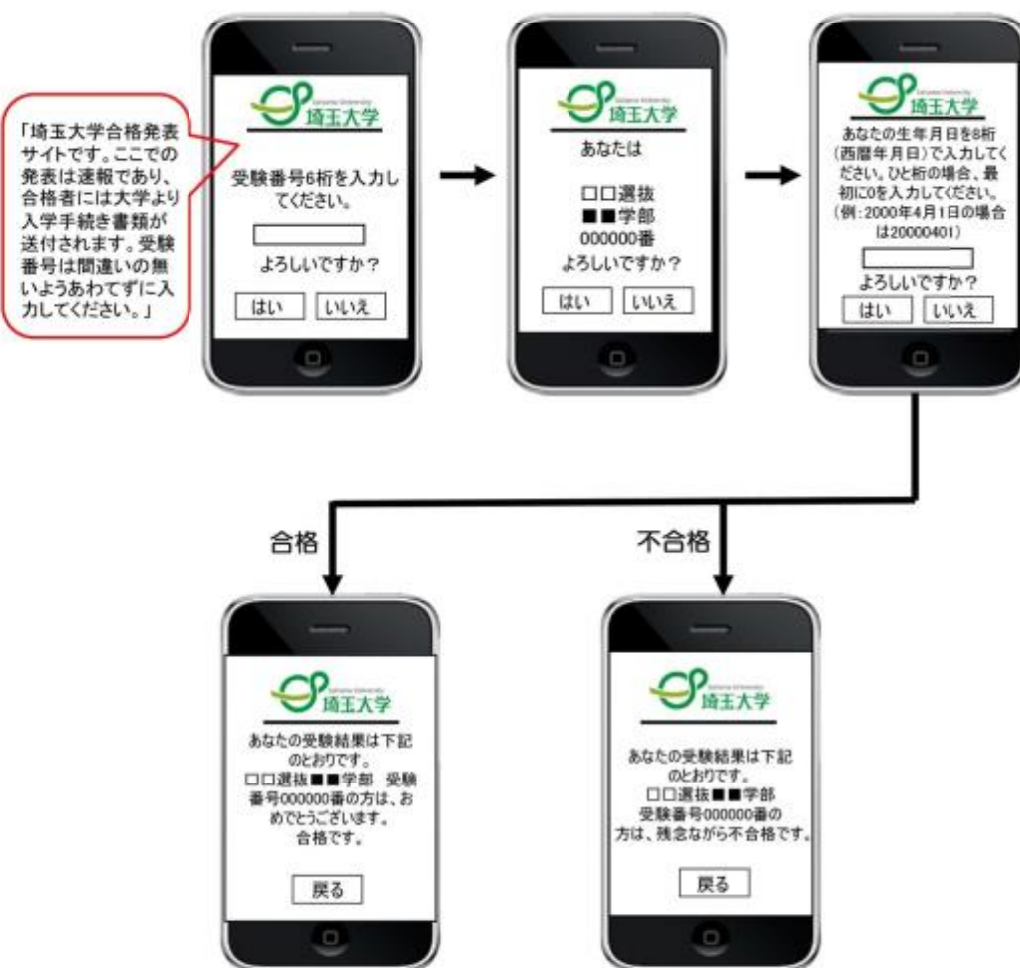 「埼玉大学合格発表
サイトです。ここでの
発表は速報であり、
合格者には大学より
入学手続き書類が
送付されます。受験
番号は間違いの無
いようあわてずに入
力してください。」
Saitama University
埼玉大学
受験番号6桁を入力し
てください。
よろしいですか？
はい いいえ
Saitama University
埼玉大学
あなたは
□□選抜
■■学部
000000番
よろしいですか？
はい いいえ
Saitama University
埼玉大学
あなたの生年月日を8桁
（西暦年月日）で入力してく
ださい。ひと桁の場合、最
初に0を入力してください。
（例：2000年4月1日の場合
は20000401）
よろしいですか？
はい いいえ
合格
Saitama University
埼玉大学
あなたの受験結果は下記
のとおりです。
□□選抜■■学部　受験
番号000000番の方は、お
めでとうございます。
合格です。
戻る
不合格
Saitama University
埼玉大学
あなたの受験結果は下記
のとおりです。
□□選抜■■学部
受験番号000000番の
方は、残念ながら不合格です。
戻る